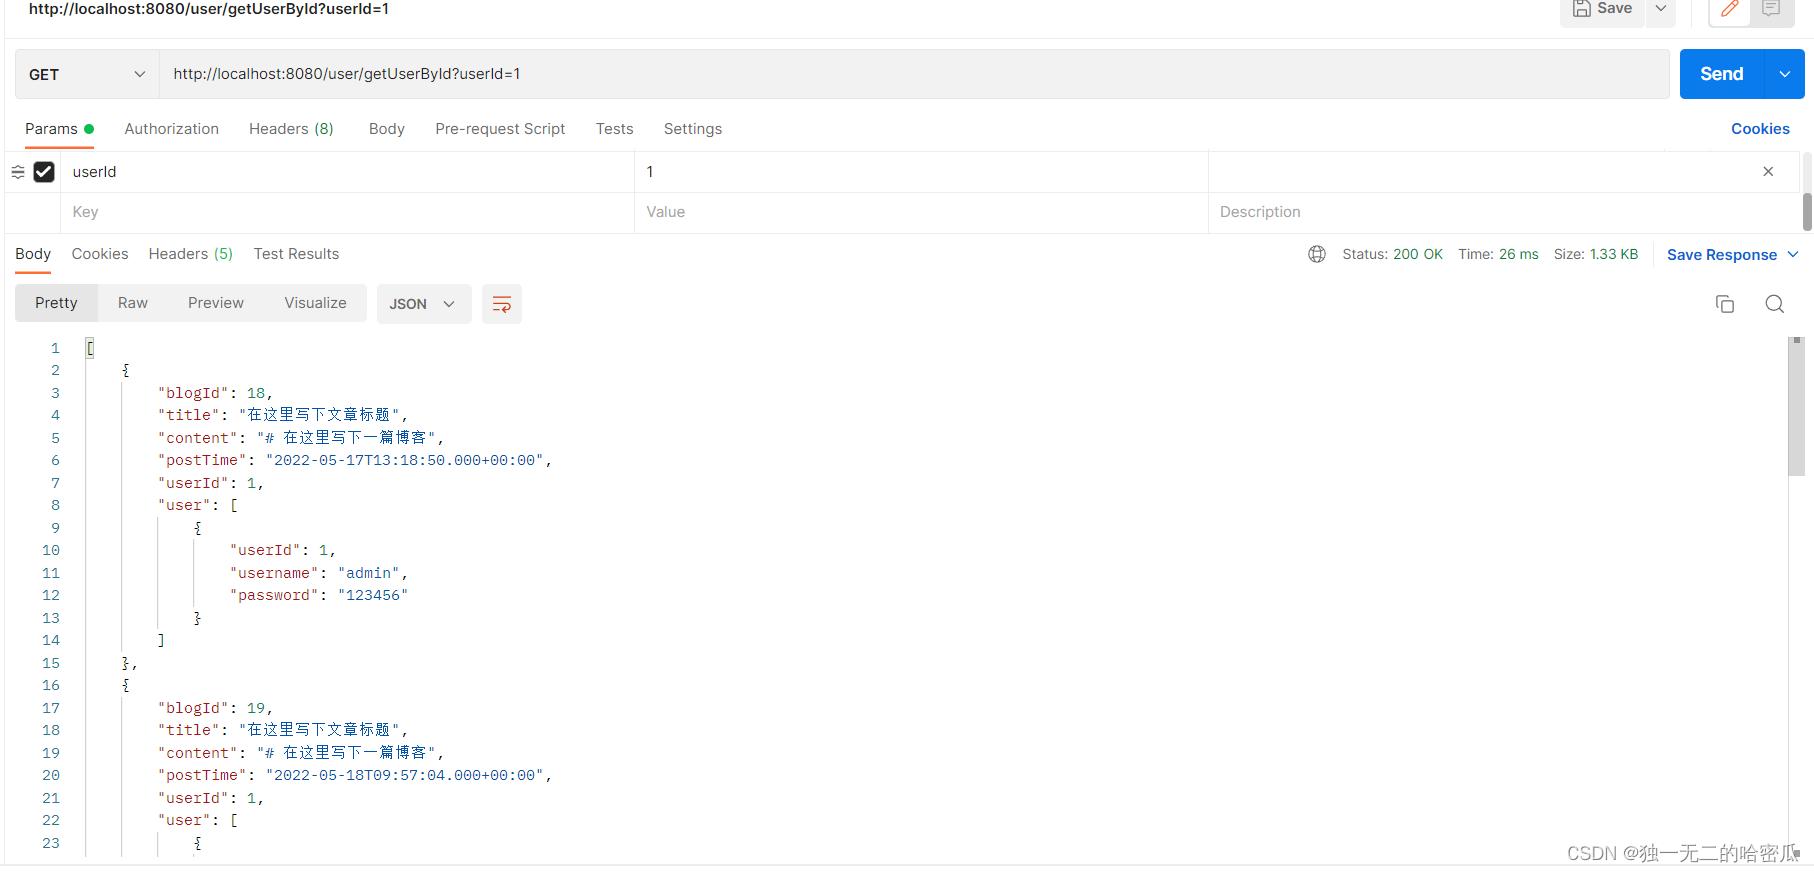 http://localhost:8080/user/getUserById?userId=1
Save
GET http://localhost:8080/user/getUserById?userId=1 Send
Params Authorization Headers (8) Body Pre-request Script Tests Settings Cookies
userId 1
Key Value Description
Body Cookies Headers (5) Test Results Status: 200 OK Time: 26 ms Size: 1.33 KB Save Response
Pretty Raw Preview Visualize JSON
1 [
2 {
3 "blogId": 18,
4 "title": "在这里写下文章标题",
5 "content": "# 在这里写下一篇博客",
6 "postTime": "2022-05-17T13:18:50.000+00:00",
7 "userId": 1,
8 "user": [
9 {
10 "userId": 1,
11 "username": "admin",
12 "password": "123456"
13 }
14 ]
15 },
16 {
17 "blogId": 19,
18 "title": "在这里写下文章标题",
19 "content": "# 在这里写下一篇博客",
20 "postTime": "2022-05-18T09:57:04.000+00:00",
21 "userId": 1,
22 "user": [
23 {
CSDN @独一无二的哈密瓜